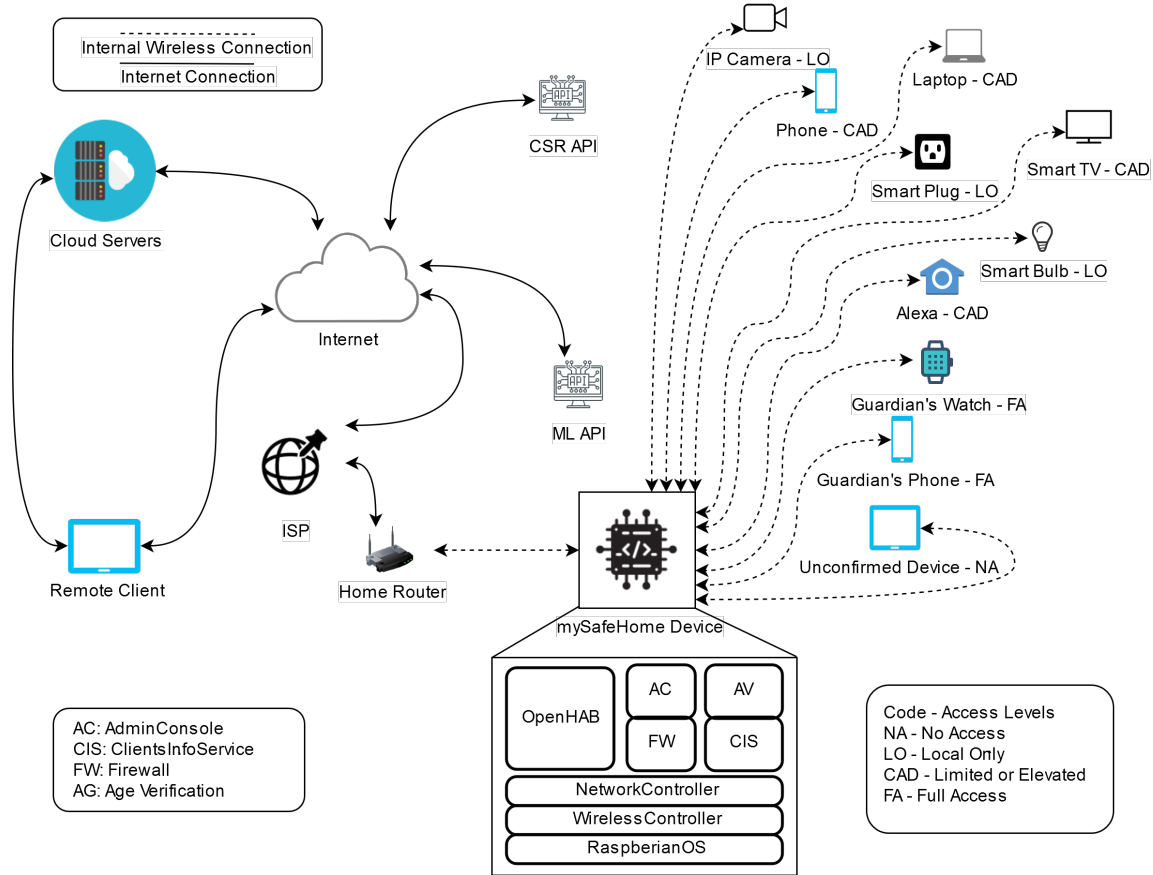 Internal Wireless Connection
Internet Connection
CSR API
Cloud Servers
Internet
ML API
ISP
Home Router
Remote Client
IP Camera - LO
Laptop - CAD
Phone - CAD
Smart TV - CAD
Smart Plug - LO
Smart Bulb - LO
Alexa - CAD
Guardian's Watch - FA
Guardian's Phone - FA
Unconfirmed Device - NA
mySafeHome Device
OpenHAB
AC
AV
FW
CIS
NetworkController
WirelessController
RaspberianOS
AC: AdminConsole
CIS: ClientsInfoService
FW: Firewall
AG: Age Verification
Code - Access Levels
NA - No Access
LO - Local Only
CAD - Limited or Elevated
FA - Full Access
API
API